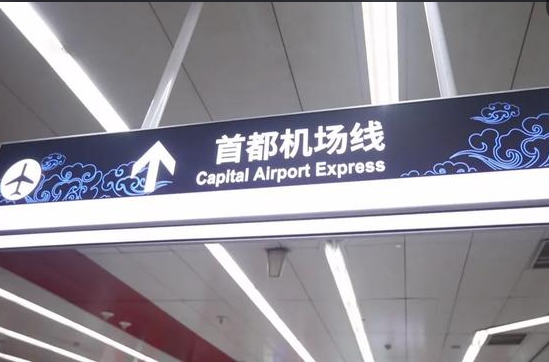 首都机场线
Capital Airport Express